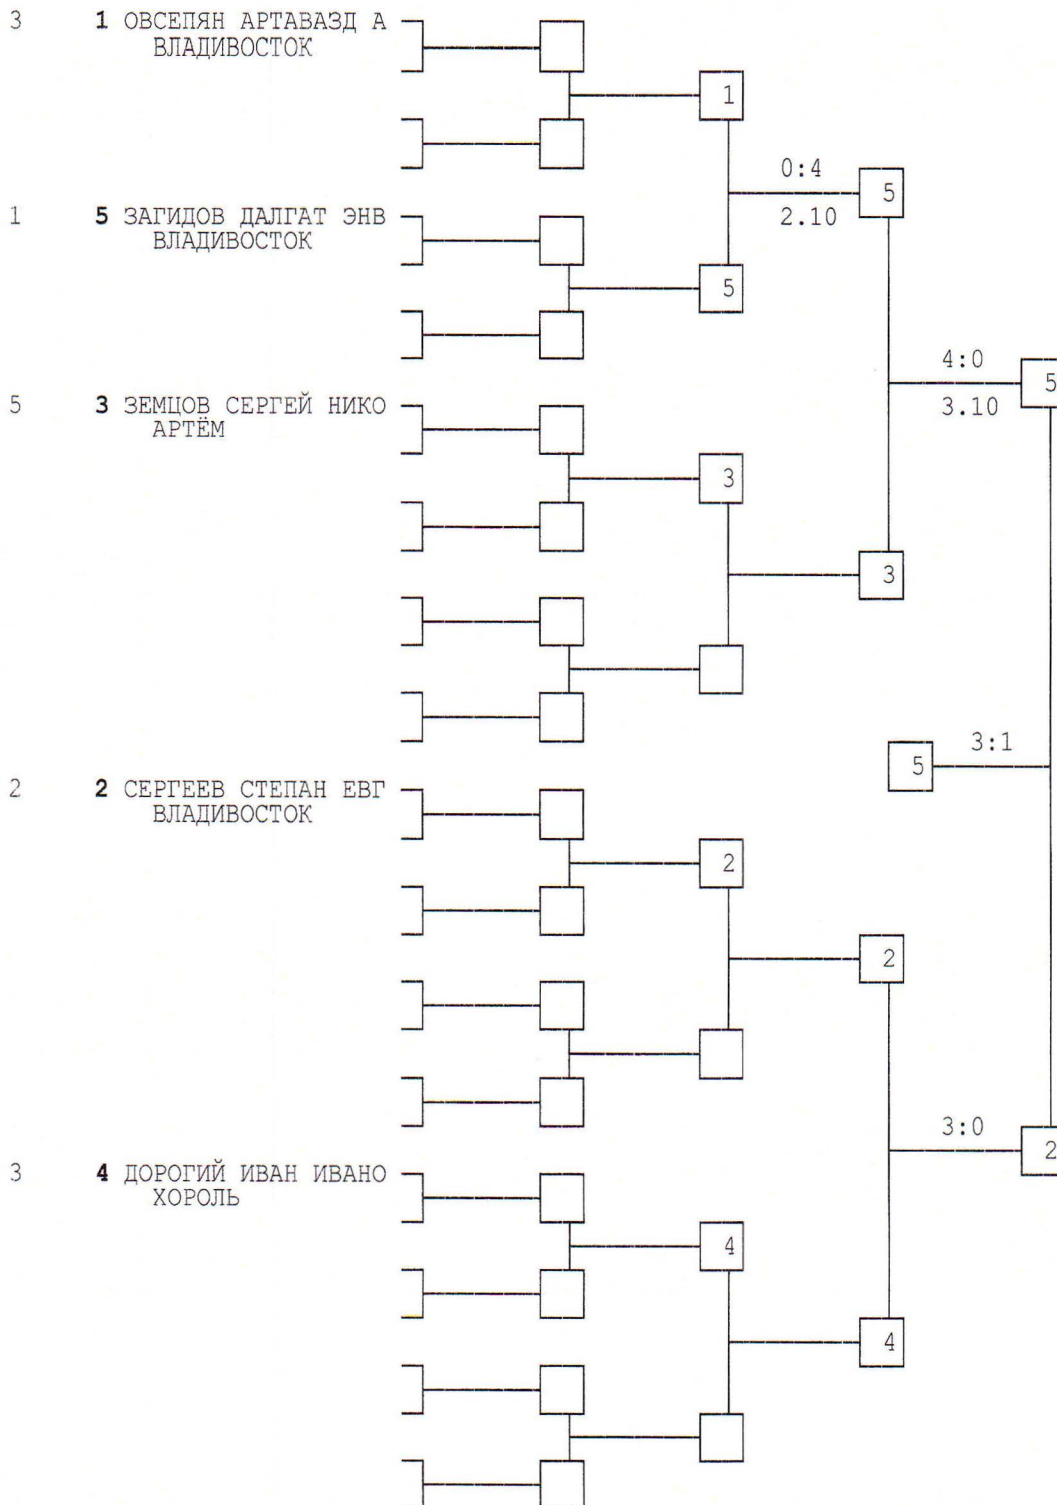 3 1 ОВСЕПЯН АРТАВАЗД А
ВЛАДИВОСТОК
1
0:4
5
2.10
1 5 ЗАГИДОВ ДАЛГАТ ЭНВ
ВЛАДИВОСТОК
5
4:0
5
3.10
5 3 ЗЕМЦОВ СЕРГЕЙ НИКО
АРТЁМ
3
3
5 3:1
2 2 СЕРГЕЕВ СТЕПАН ЕВГ
ВЛАДИВОСТОК
2
2
3:0
2
3 4 ДОРОГИЙ ИВАН ИВАНО
ХОРОЛЬ
4
4